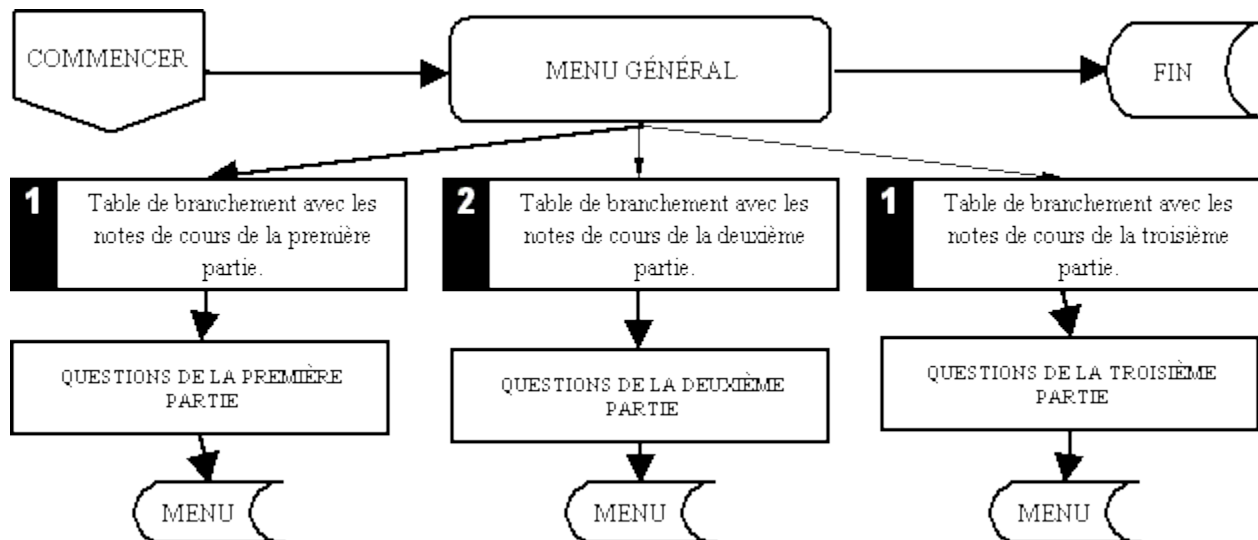 COMMENCER
MENU GÉNÉRAL
FIN
1
Table de branchement avec les
notes de cours de la première
partie.
2
Table de branchement avec les
notes de cours de la deuxième
partie.
1
Table de branchement avec les
notes de cours de la troisième
partie.
QUESTIONS DE LA PREMIÈRE
PARTIE
QUESTIONS DE LA DEUXIÈME
PARTIE
QUESTIONS DE LA TROISIÈME
PARTIE
MENU
MENU
MENU